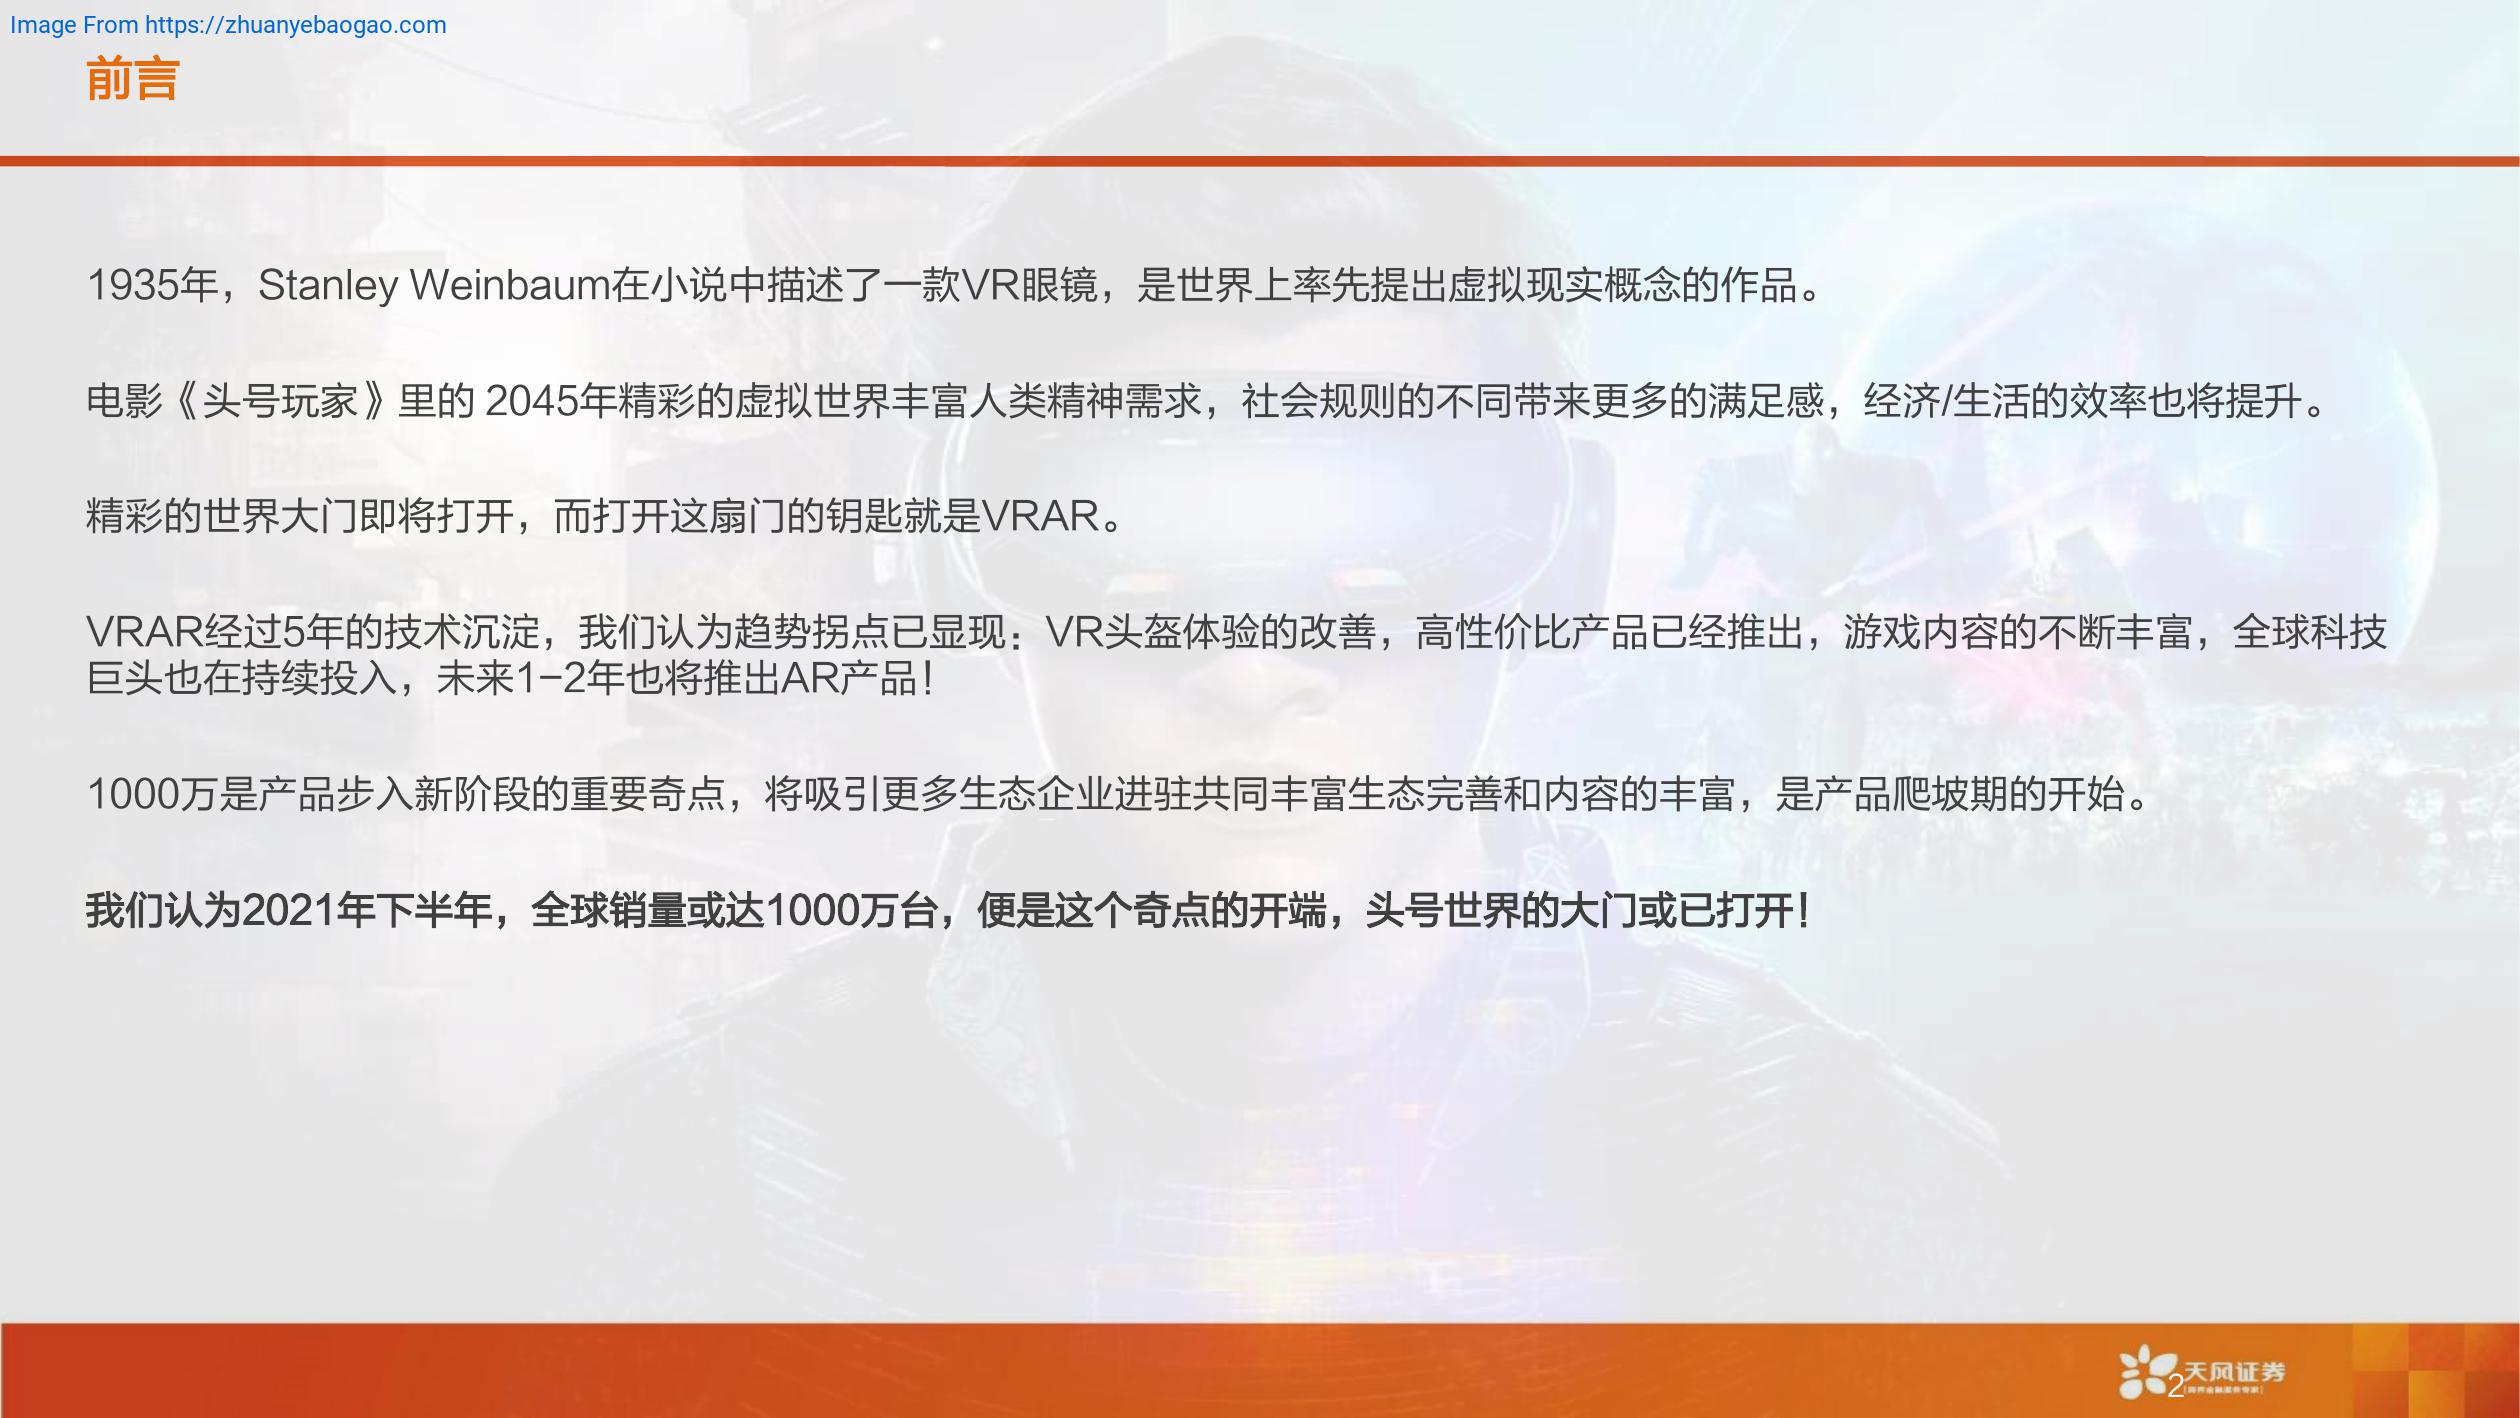 Image From https://zhuanyebaogao.com
前言
1935年，Stanley Weinbaum在小说中描述了一款VR眼镜，是世界上率先提出虚拟现实概念的作品。
电影《头号玩家》里的 2045年精彩的虚拟世界丰富人类精神需求，社会规则的不同带来更多的满足感，经济/生活的效率也将提升。
精彩的世界大门即将打开，而打开这扇门的钥匙就是VRAR。
VRAR经过5年的技术沉淀，我们认为趋势拐点已显现：VR头盔体验的改善，高性价比产品已经推出，游戏内容的不断丰富，全球科技
巨头也在持续投入，未来1-2年也将推出AR产品！
1000万是产品步入新阶段的重要奇点，将吸引更多生态企业进驻共同丰富生态完善和内容的丰富，是产品爬坡期的开始。
我们认为2021年下半年，全球销量或达1000万台，便是这个奇点的开端，头号世界的大门或已打开！
天风证券
2